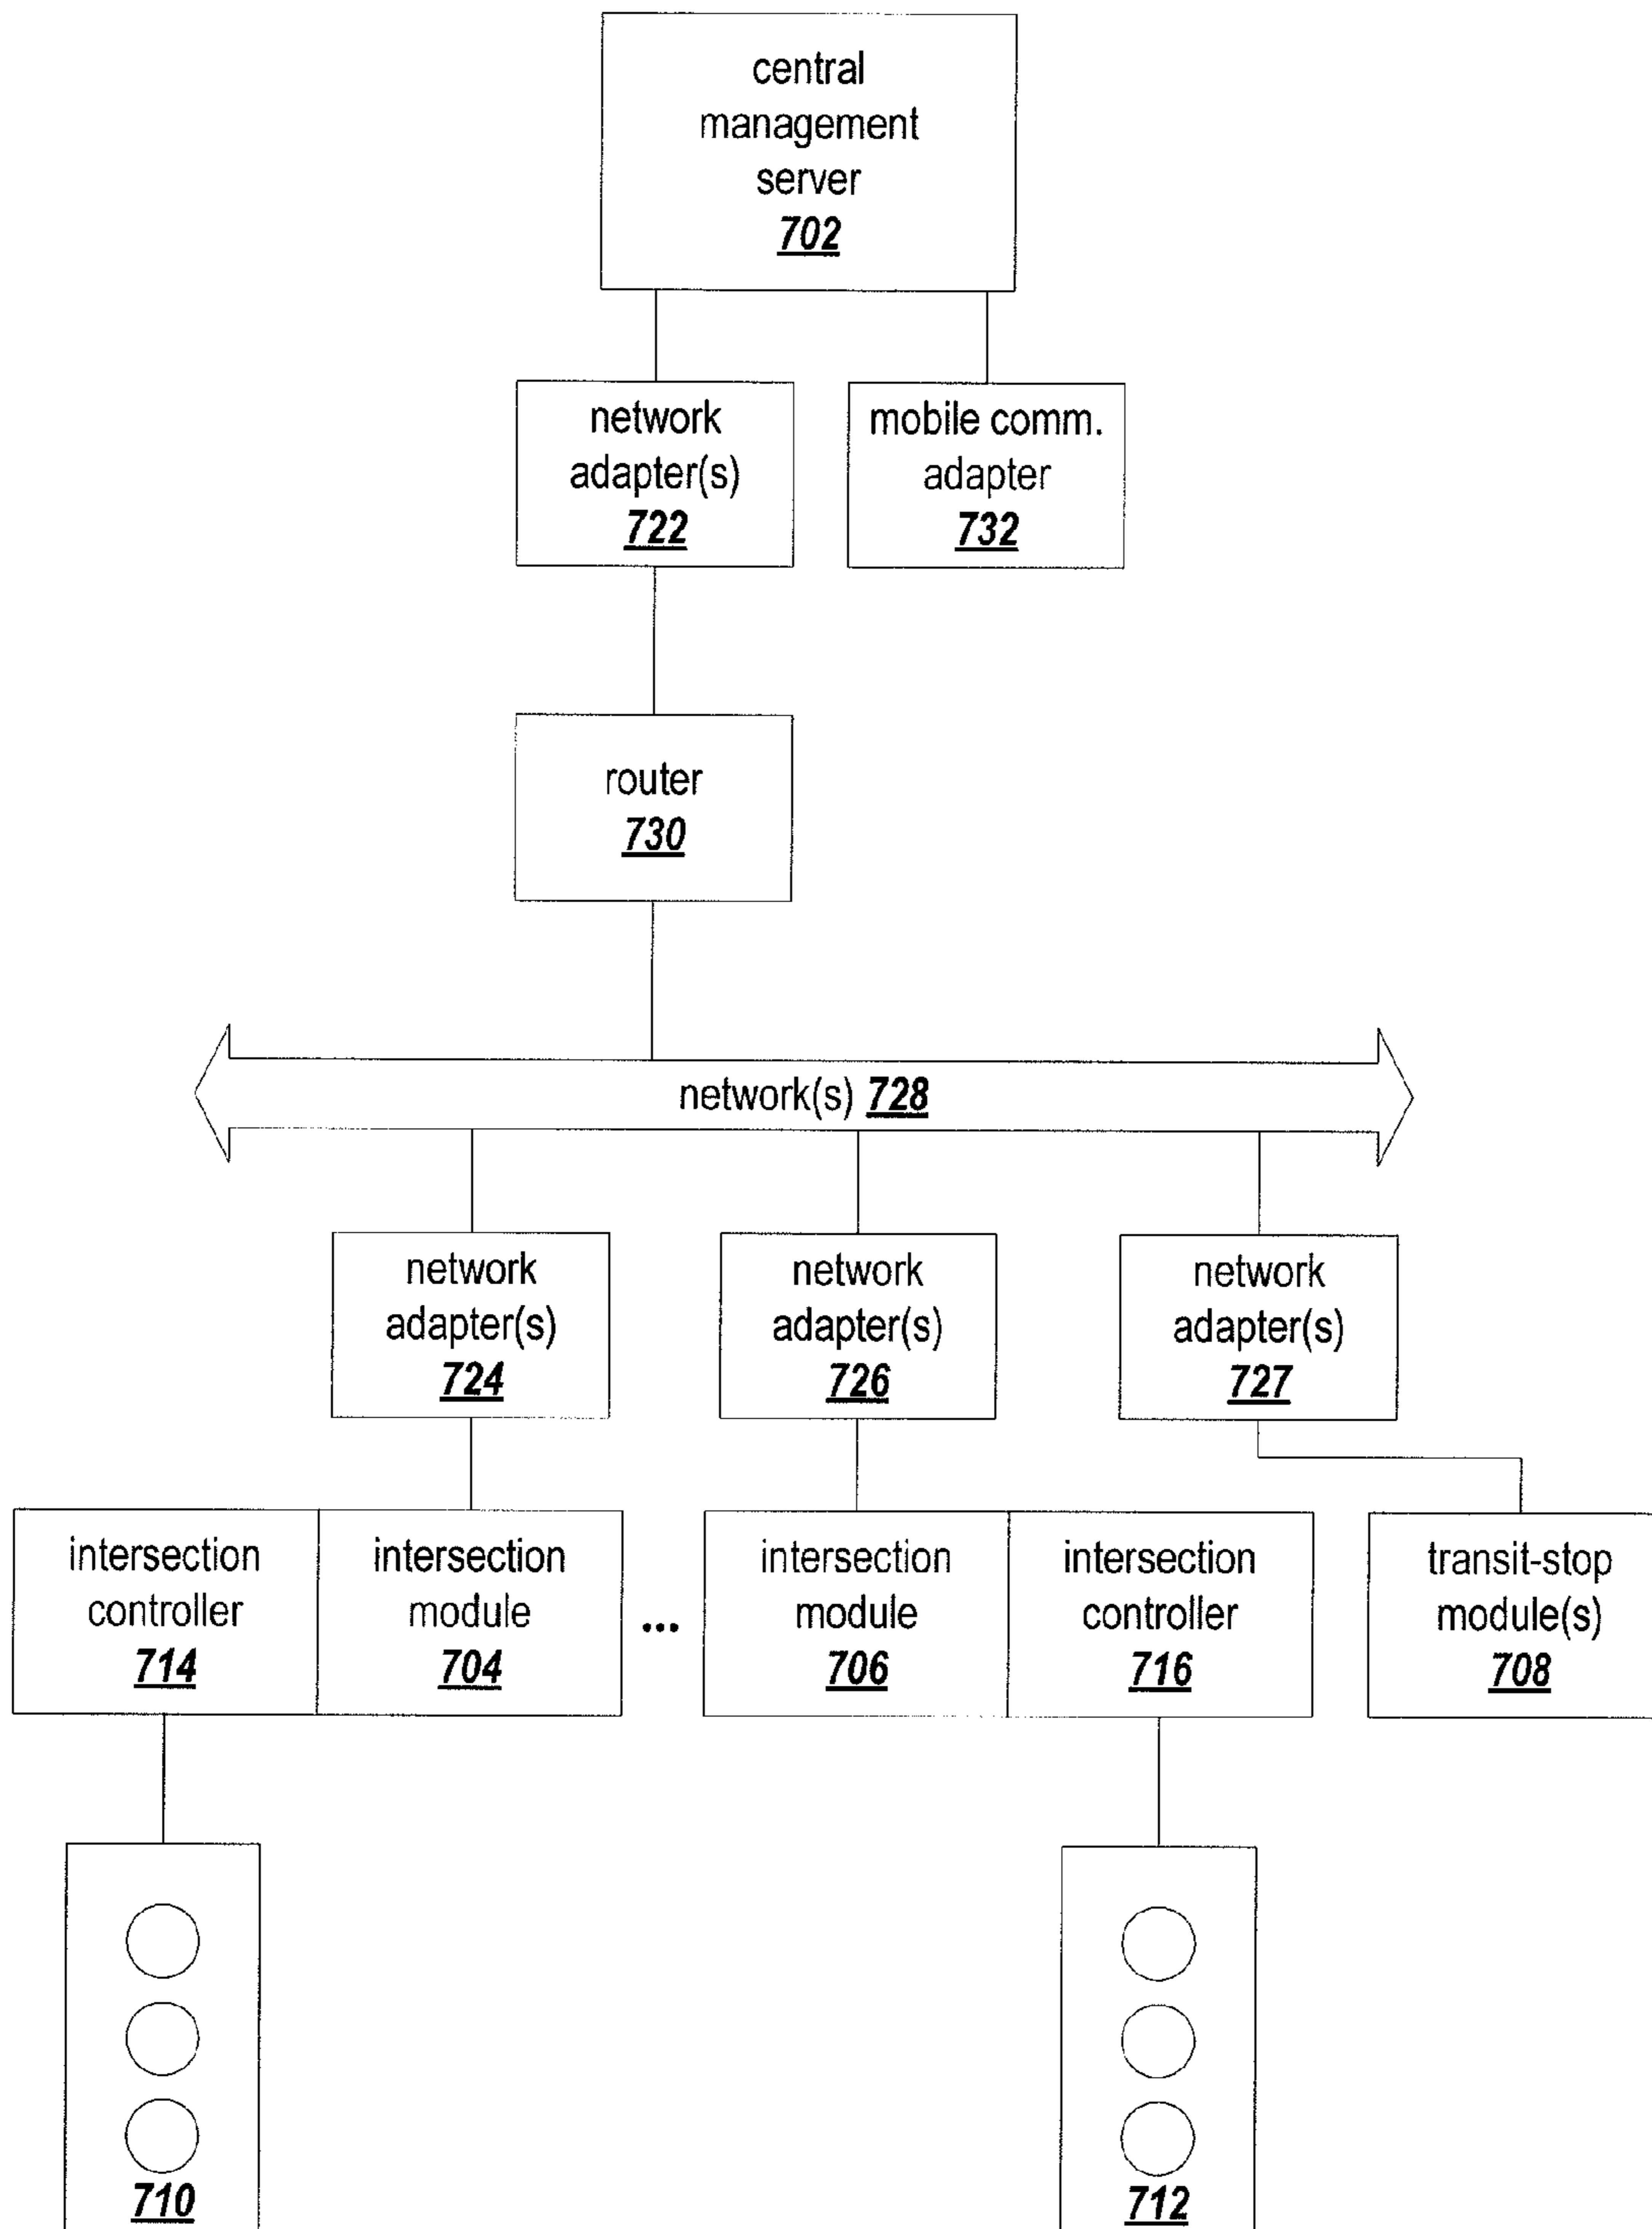 central
management
server
702
network
adapter(s)
722
mobile comm.
adapter
732
router
730
network(s) 728
network
adapter(s)
724
network
adapter(s)
726
network
adapter(s)
727
intersection
controller
714
intersection
module
704
...
intersection
module
706
intersection
controller
716
transit-stop
module(s)
708
710
712